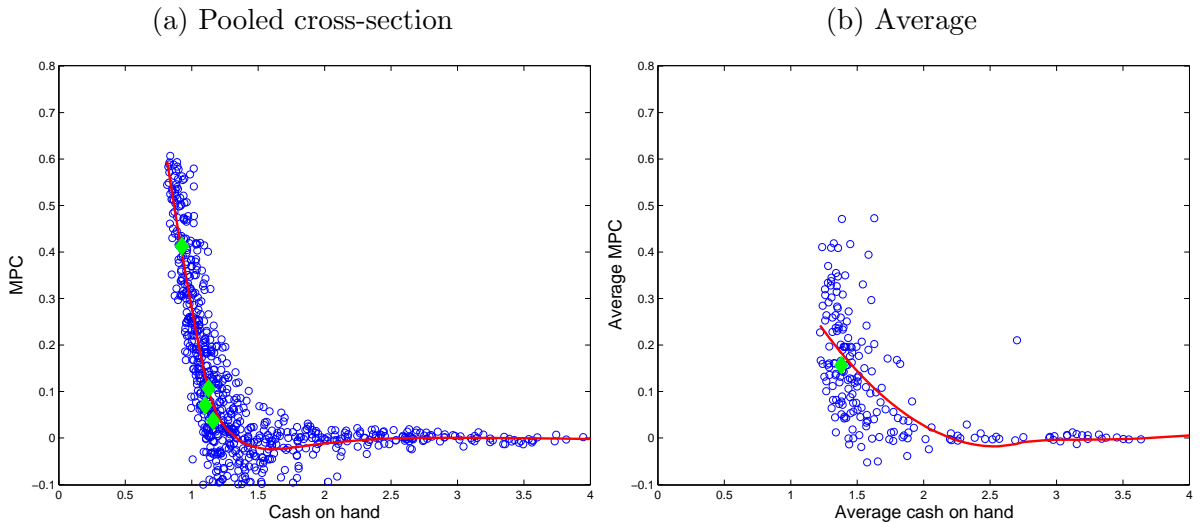 (a) Pooled cross-section
0.8
0.7
0.6
0.5
0.4
0.3
0.2
0.1
0
−0.1
MPC
0 0.5 1 1.5 2 2.5 3 3.5 4
Cash on hand
(b) Average
0.8
0.7
0.6
0.5
0.4
0.3
0.2
0.1
0
−0.1
Average MPC
0 0.5 1 1.5 2 2.5 3 3.5 4
Average cash on hand